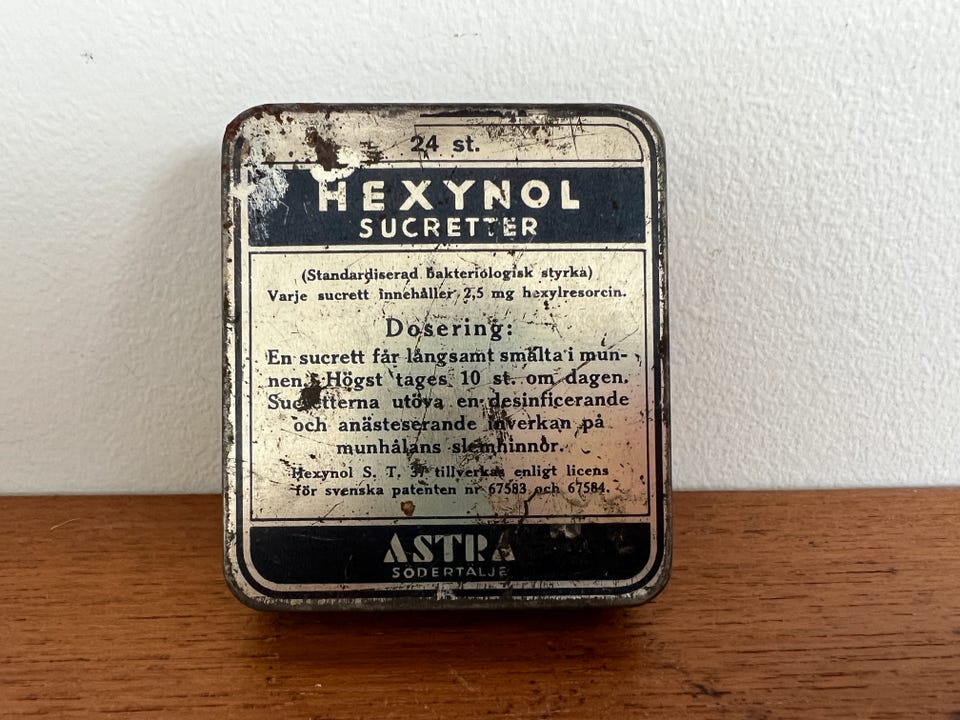 24 st.
HEXYNOL
SUCRETTER
(Standardiserad bakteriologisk styrka)
Varje sucrett innehåller 2,5 mg hexylresorcin.
Dosering:
En sucrett får långsamt smälta i mun-
nen. Högst tages 10 st. om dagen.
Sucretterna utöva en desinficerande
och anästeserande inverkan på
munhålans slemhinnor.
Hexynol S. T. 37 tillverkas enligt licens
för svenska patenten nr 67583 och 67584.
ASTRA
SÖDERTÄLJE